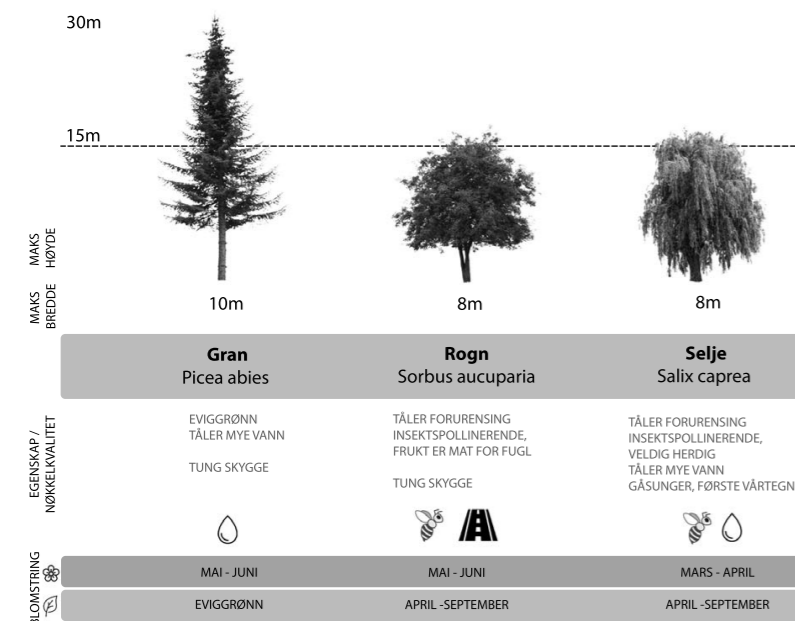 30m
15m
MAKS
HØYDE
MAKS
BREDDE
10m
8m
8m
Gran
Picea abies
Rogn
Sorbus aucuparia
Selje
Salix caprea
EGENSKAP /
NØKKELKVALITET
EVIGGRØNN
TÅLER MYE VANN
TUNG SKYGGE
TÅLER FORURENSING
INSEKTSPOLLINERENDE,
FRUKT ER MAT FOR FUGL
TUNG SKYGGE
TÅLER FORURENSING
INSEKTSPOLLINERENDE,
VELDIG HERDIG
TÅLER MYE VANN
GÅSUNGER, FØRSTE VÅRTEGN
BLOMSTRING
MAI - JUNI
MAI - JUNI
MARS - APRIL
EVIGGRØNN
APRIL -SEPTEMBER
APRIL -SEPTEMBER